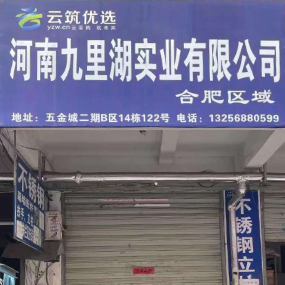 云筑优选
yzw.cn
河南九里湖实业有限公司
合肥区域
地址：五金城二期B区14栋122号 电话：13256880599
不锈钢
不锈钢立